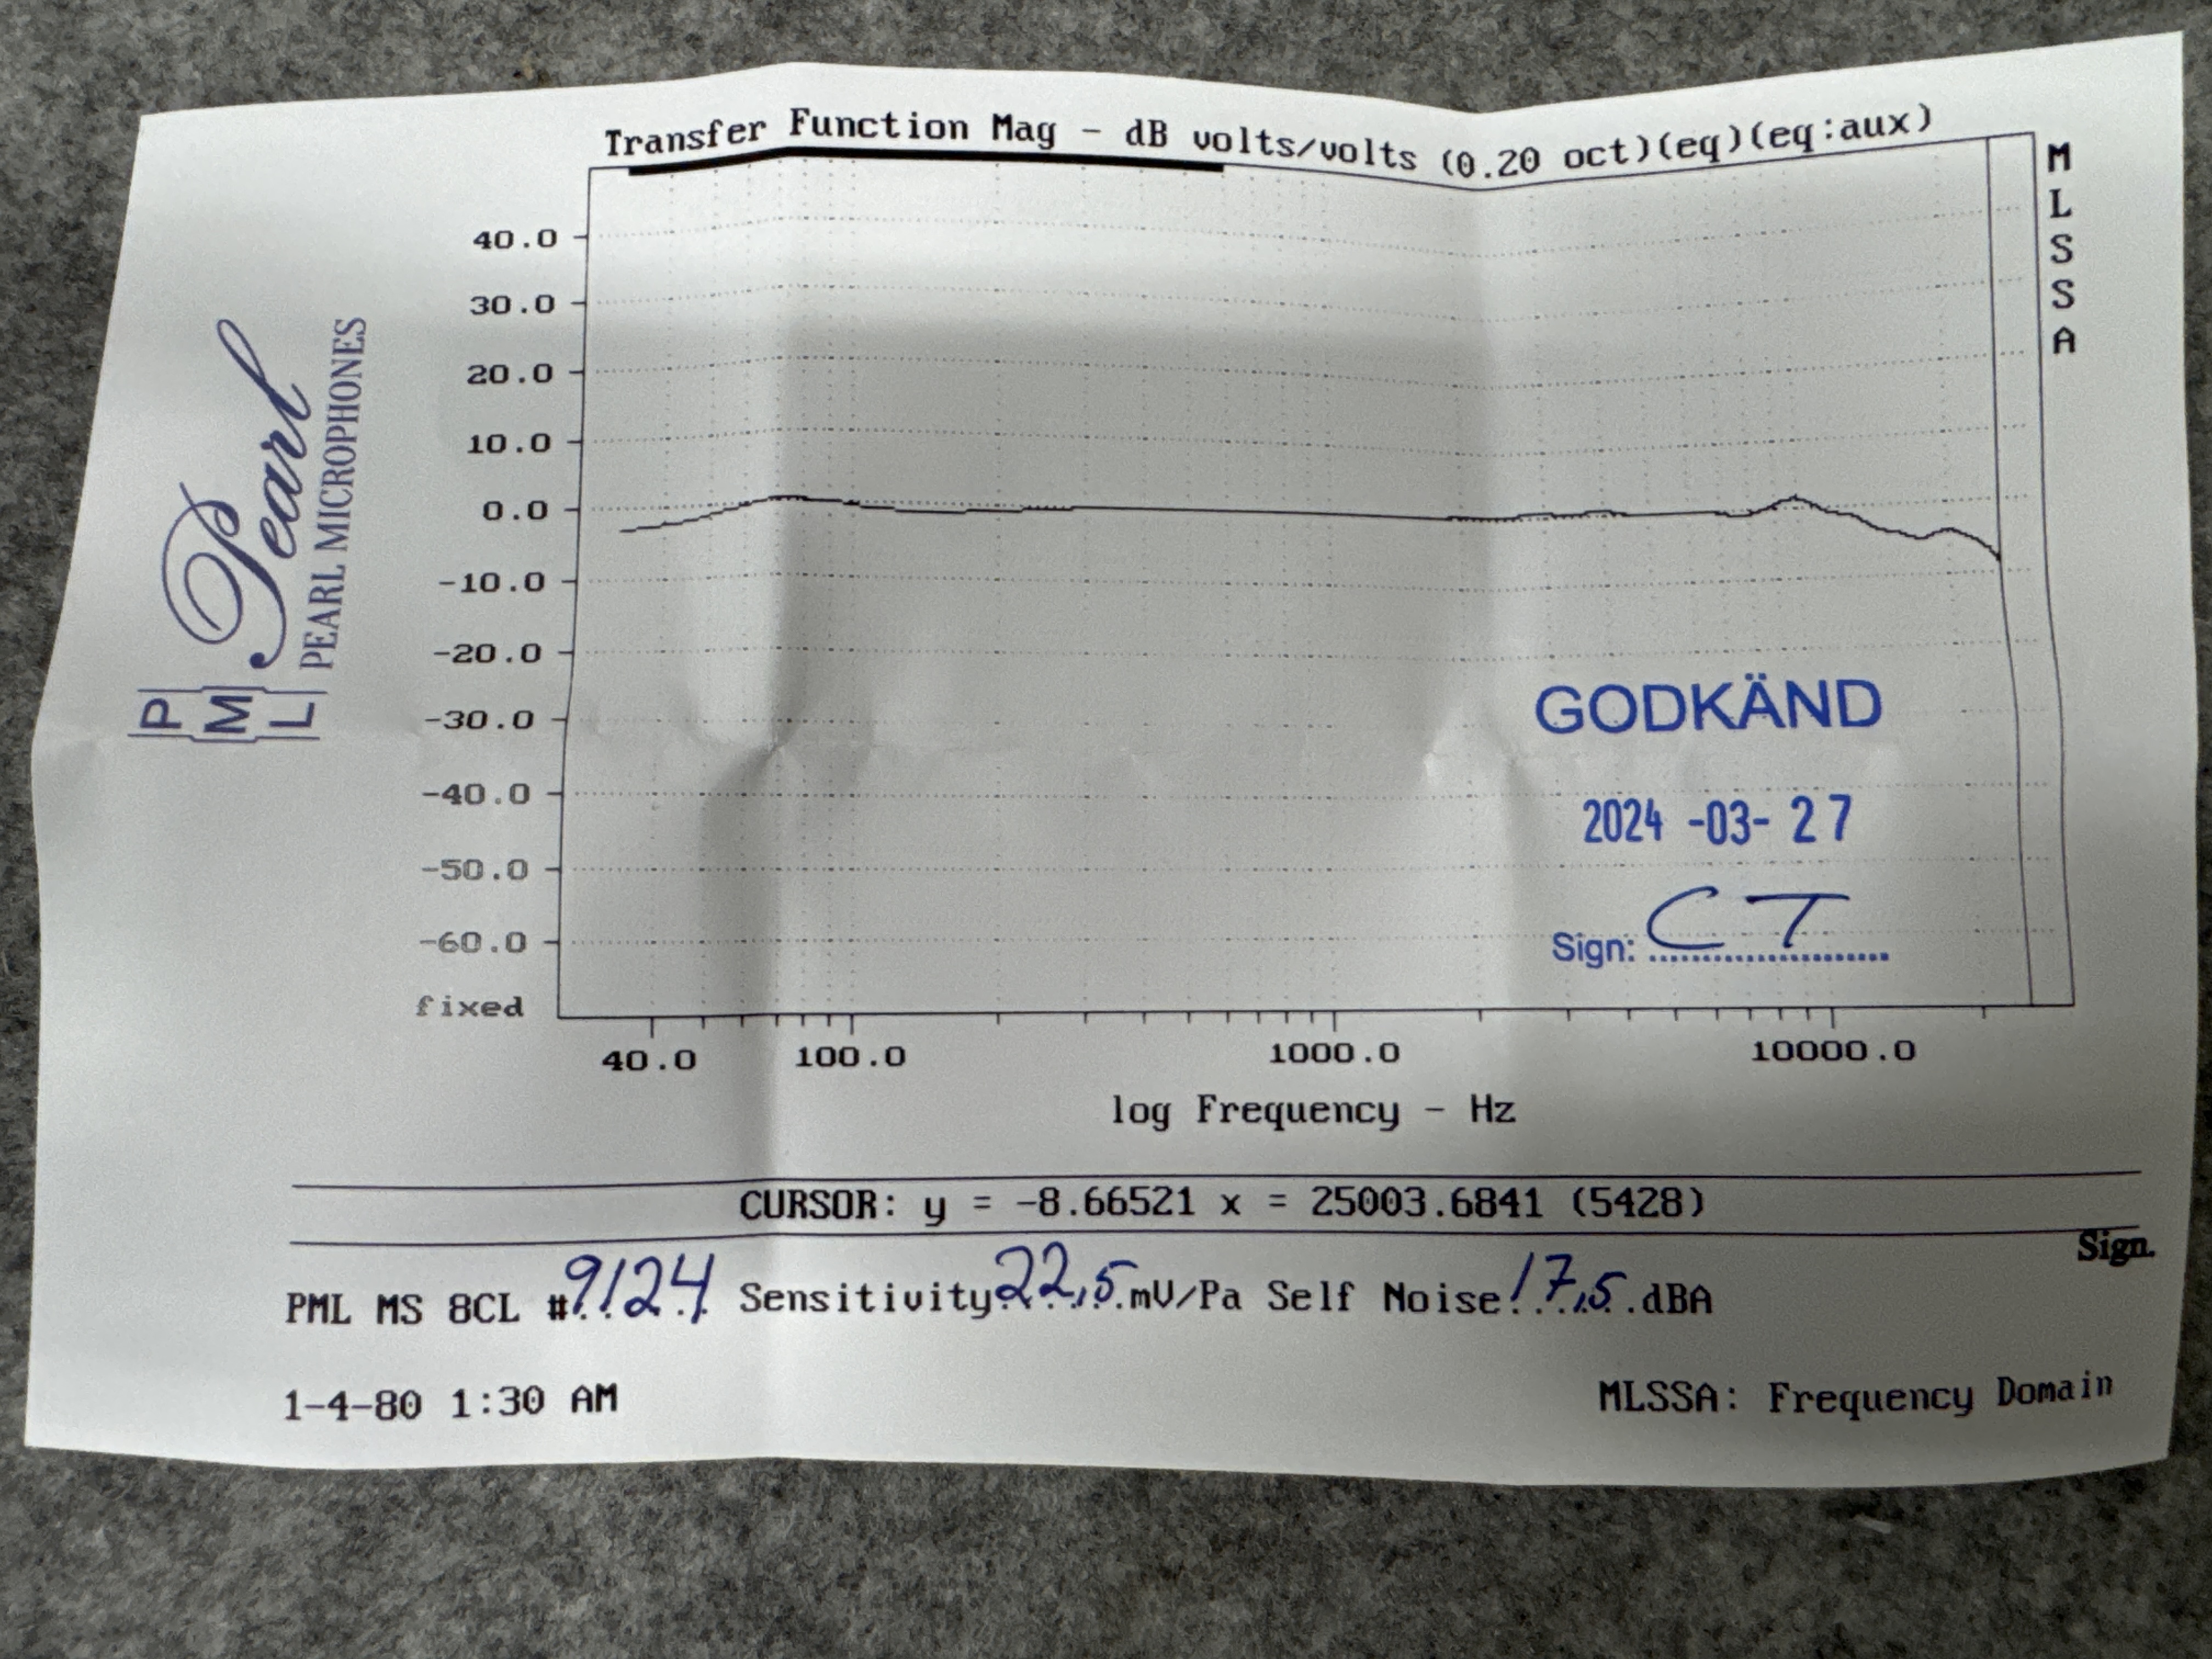 Transfer Function Mag - dB volts/volts (0.20 oct)(eq)(eq:aux)
MLSSA
Pearl
PEARL MICROPHONES
PML
40.0
30.0
20.0
10.0
0.0
-10.0
-20.0
-30.0
-40.0
-50.0
-60.0
fixed
GODKÄND
2024 -03- 27
Sign: CT
40.0 100.0 1000.0 10000.0
log Frequency - Hz
CURSOR: y = -8.66521 x = 25003.6841 (5428)
Sign.
PML MS 8CL #9124 Sensitivity 22,5 mV/Pa Self Noise 17,5 dBA
1-4-80 1:30 AM MLSSA: Frequency Domain